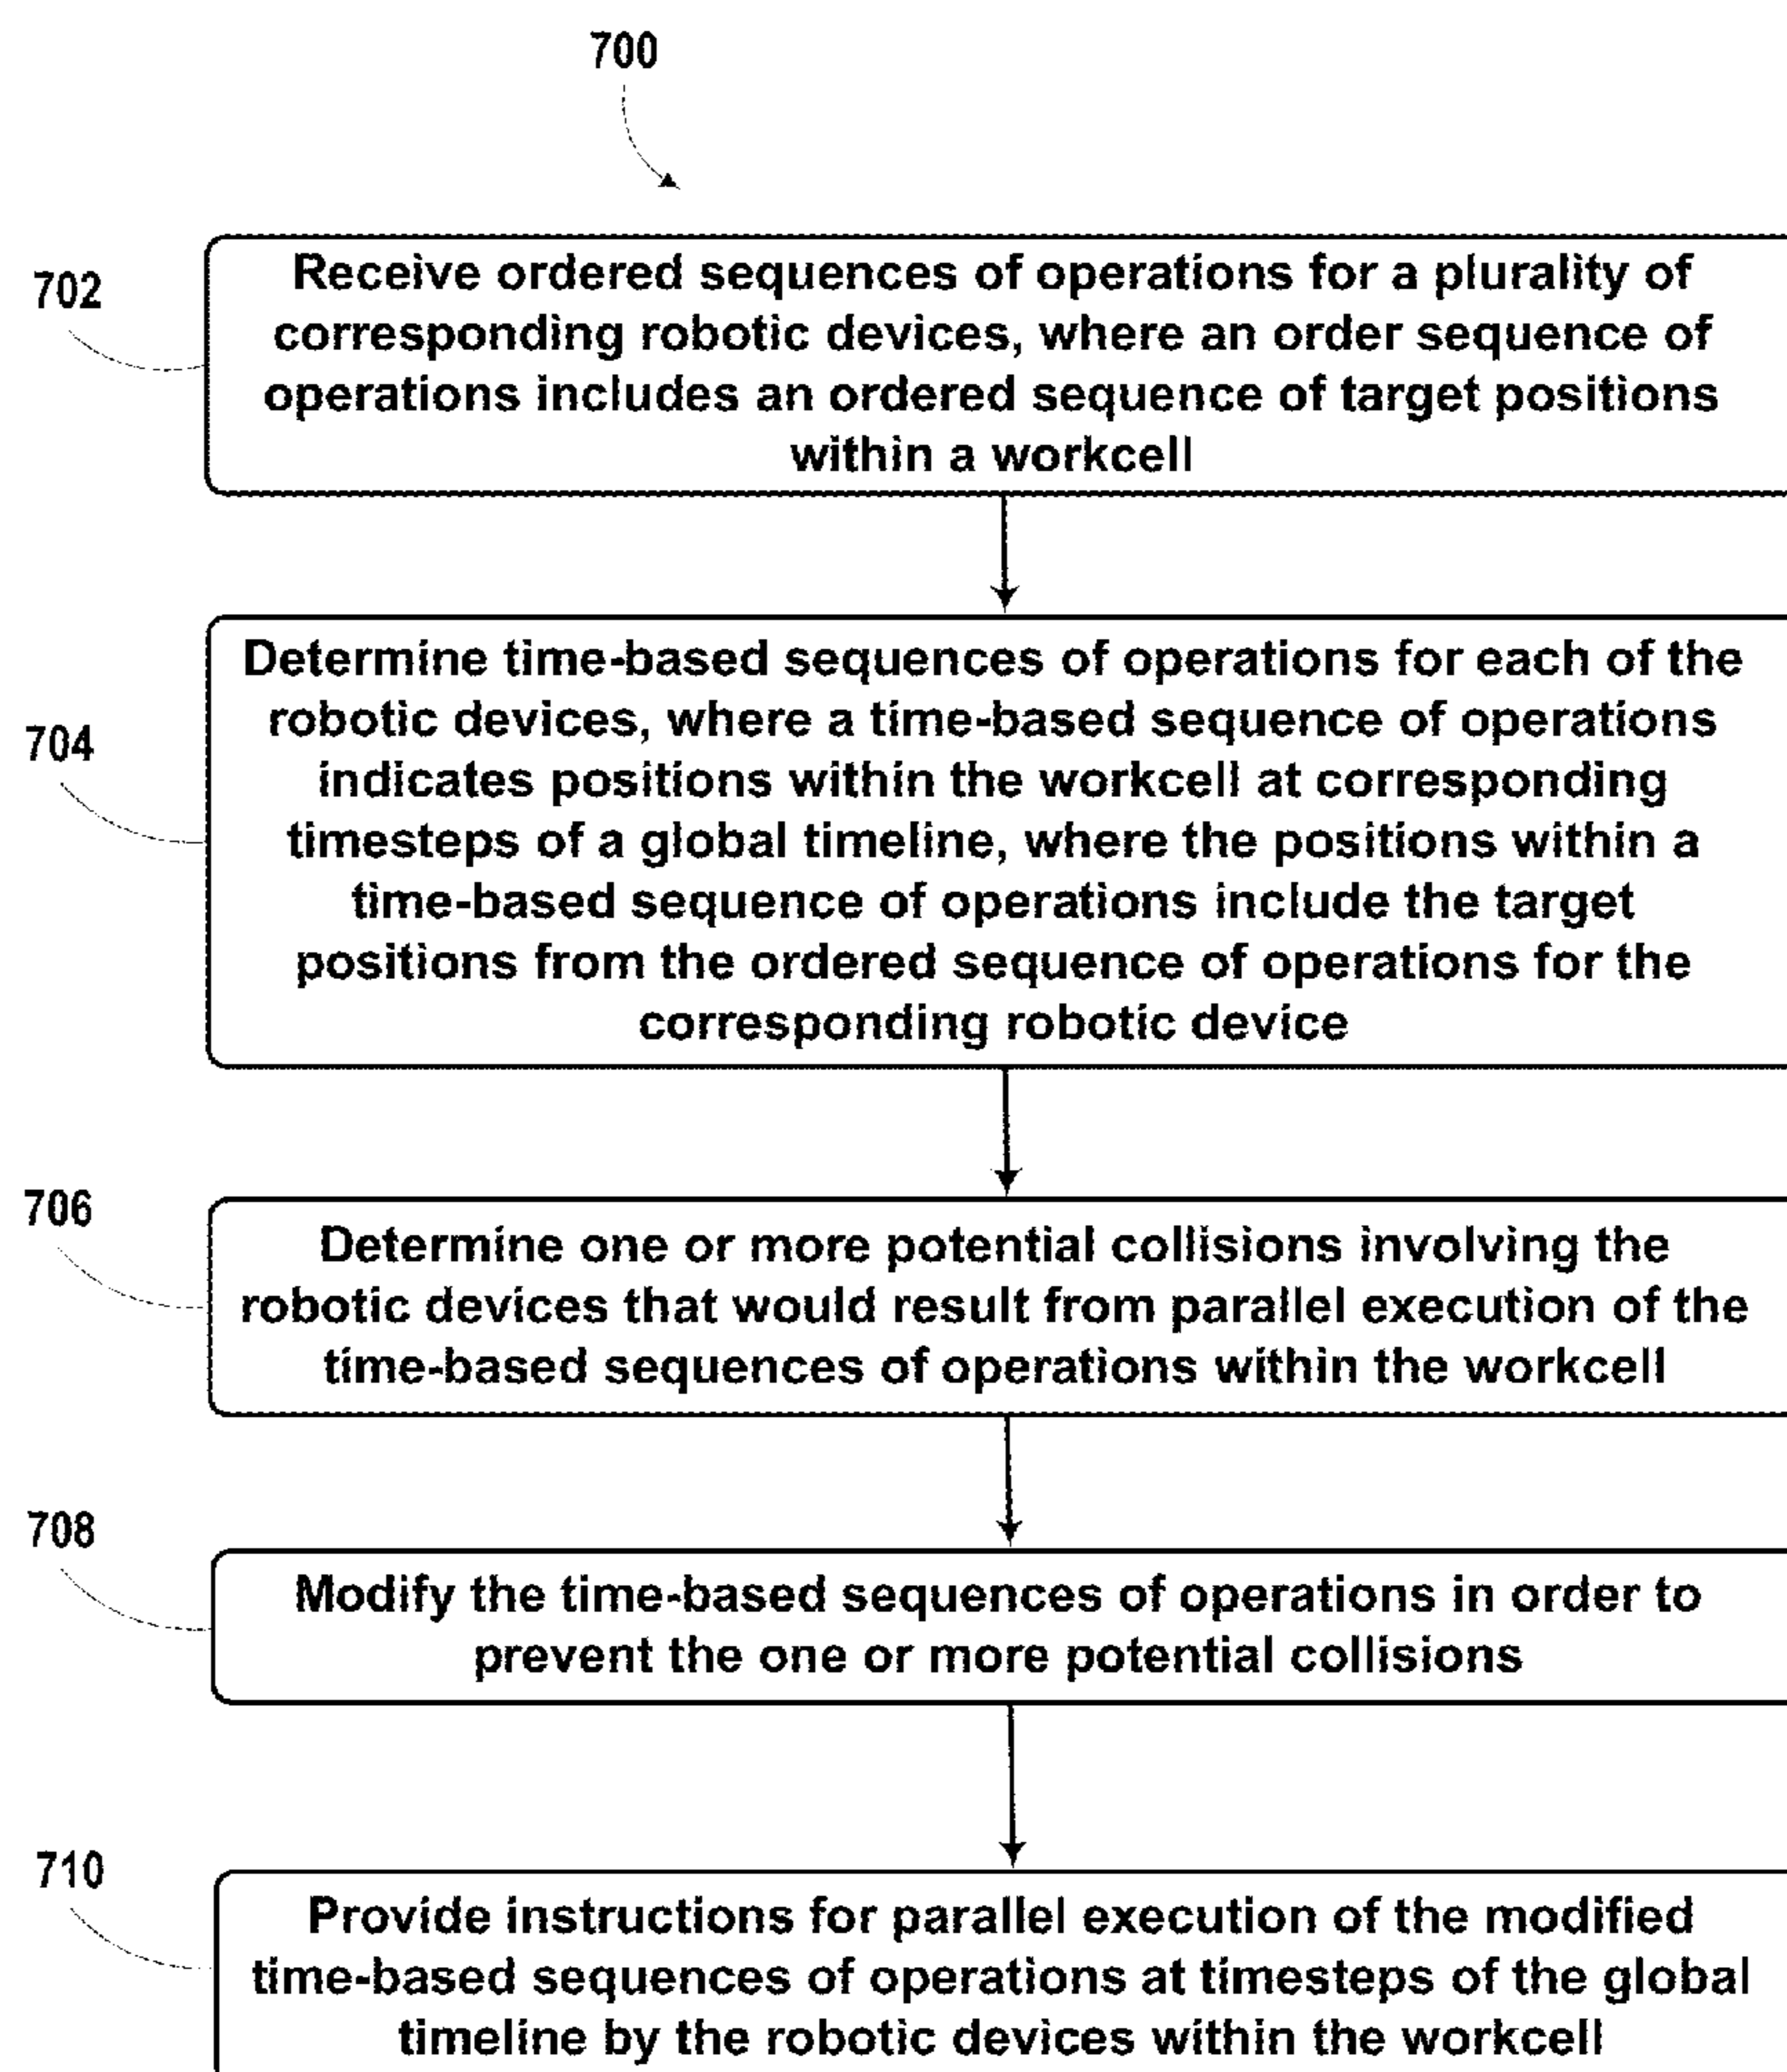 700
702
Receive ordered sequences of operations for a plurality of
corresponding robotic devices, where an order sequence of
operations includes an ordered sequence of target positions
within a workcell
704
Determine time-based sequences of operations for each of the
robotic devices, where a time-based sequence of operations
indicates positions within the workcell at corresponding
timesteps of a global timeline, where the positions within a
time-based sequence of operations include the target
positions from the ordered sequence of operations for the
corresponding robotic device
706
Determine one or more potential collisions involving the
robotic devices that would result from parallel execution of the
time-based sequences of operations within the workcell
708
Modify the time-based sequences of operations in order to
prevent the one or more potential collisions
710
Provide instructions for parallel execution of the modified
time-based sequences of operations at timesteps of the global
timeline by the robotic devices within the workcell